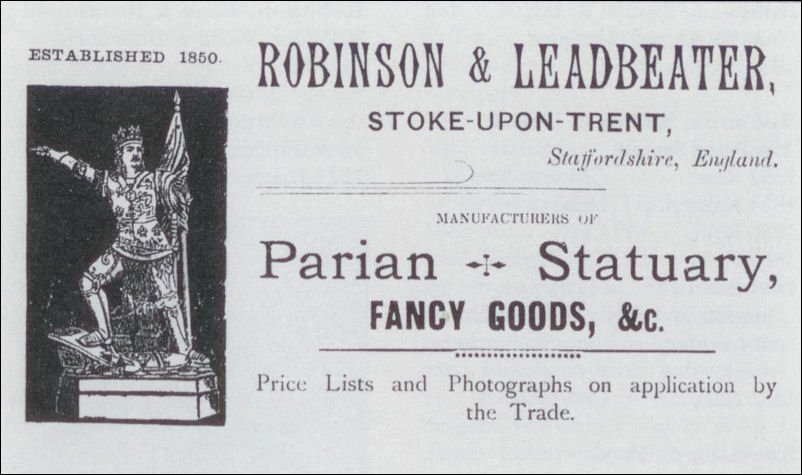 ESTABLISHED 1850.
ROBINSON & LEADBEATER,
STOKE-UPON-TRENT,
Staffordshire, England.
MANUFACTURERS OF
Parian Statuary,
FANCY GOODS, &c.
Price Lists and Photographs on application by
the Trade.